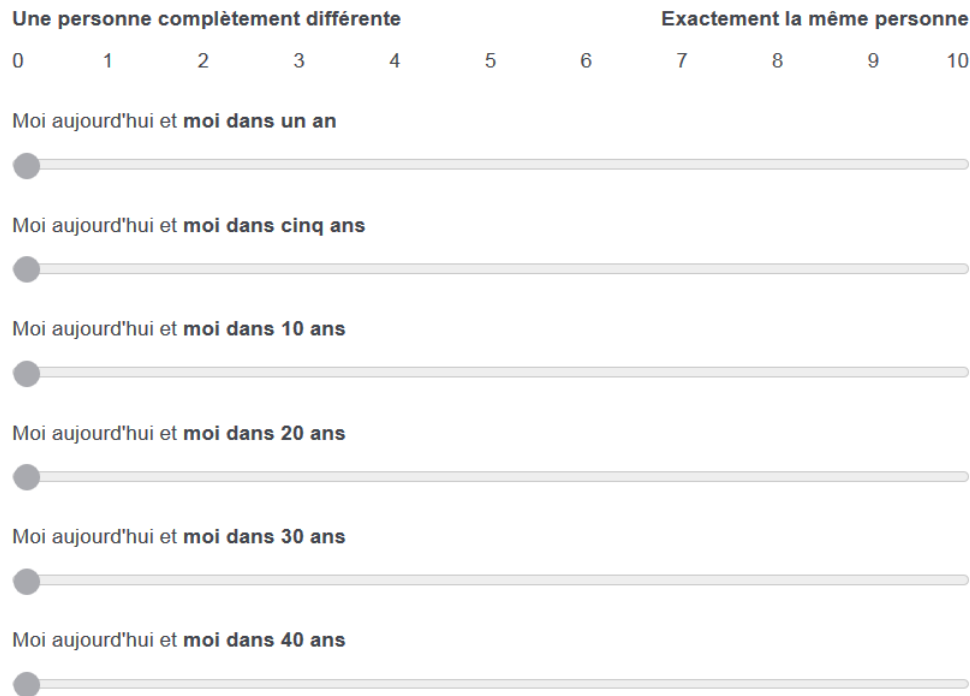 Une personne complètement différente Exactement la même personne
0 1 2 3 4 5 6 7 8 9 10
Moi aujourd'hui et moi dans un an
Moi aujourd'hui et moi dans cinq ans
Moi aujourd'hui et moi dans 10 ans
Moi aujourd'hui et moi dans 20 ans
Moi aujourd'hui et moi dans 30 ans
Moi aujourd'hui et moi dans 40 ans